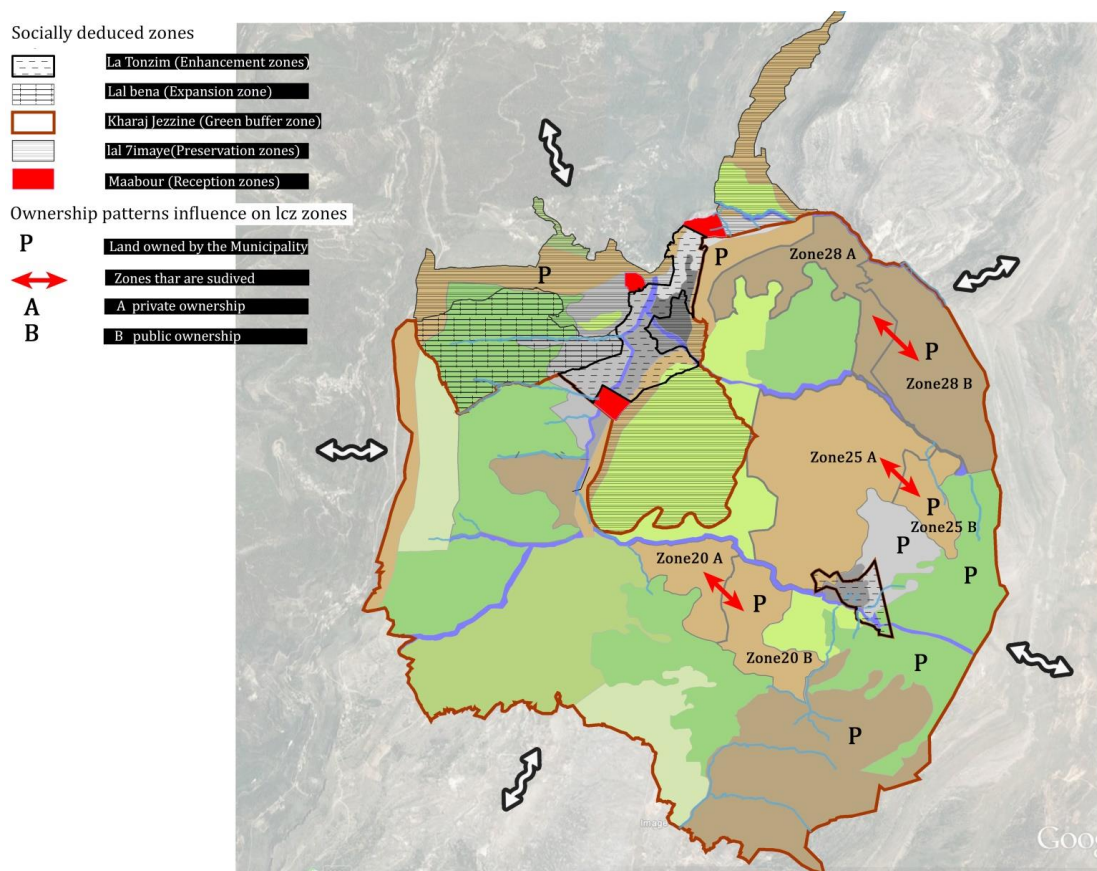 Socially deduced zones
La Tonzim (Enhancement zones)
Lal bena (Expansion zone)
Kharaj Jezzine (Green buffer zone)
lal 7imaye(Preservation zones)
Maabour (Reception zones)
Ownership patterns influence on lcz zones
P Land owned by the Municipality
Zones thar are sudived
A A private ownership
B B public ownership
P
P
Zone28 A
P
Zone28 B
Zone25 A
P
Zone25 B
P
P
Zone20 A
P
Zone20 B
P
P
Image
Goog